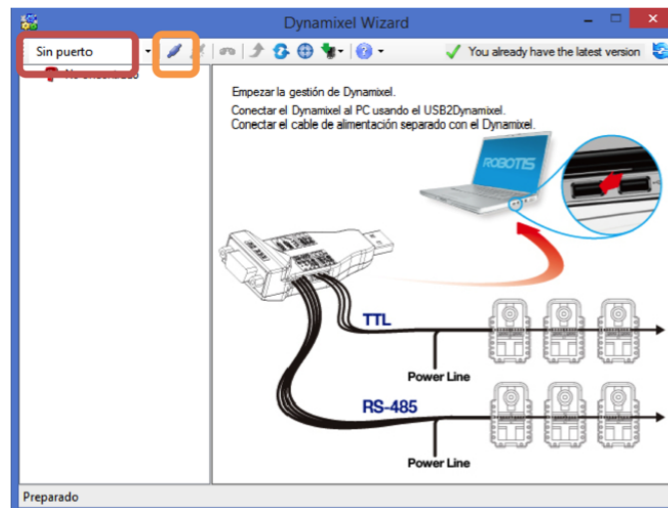 Dynamixel Wizard
Sin puerto
You already have the latest version
No encontrado
Empezar la gestión de Dynamixel.
Conectar el Dynamixel al PC usando el USB2Dynamixel.
Conectar el cable de alimentación separado con el Dynamixel.
ROBOTIS
TTL
Power Line
RS-485
Power Line
Preparado